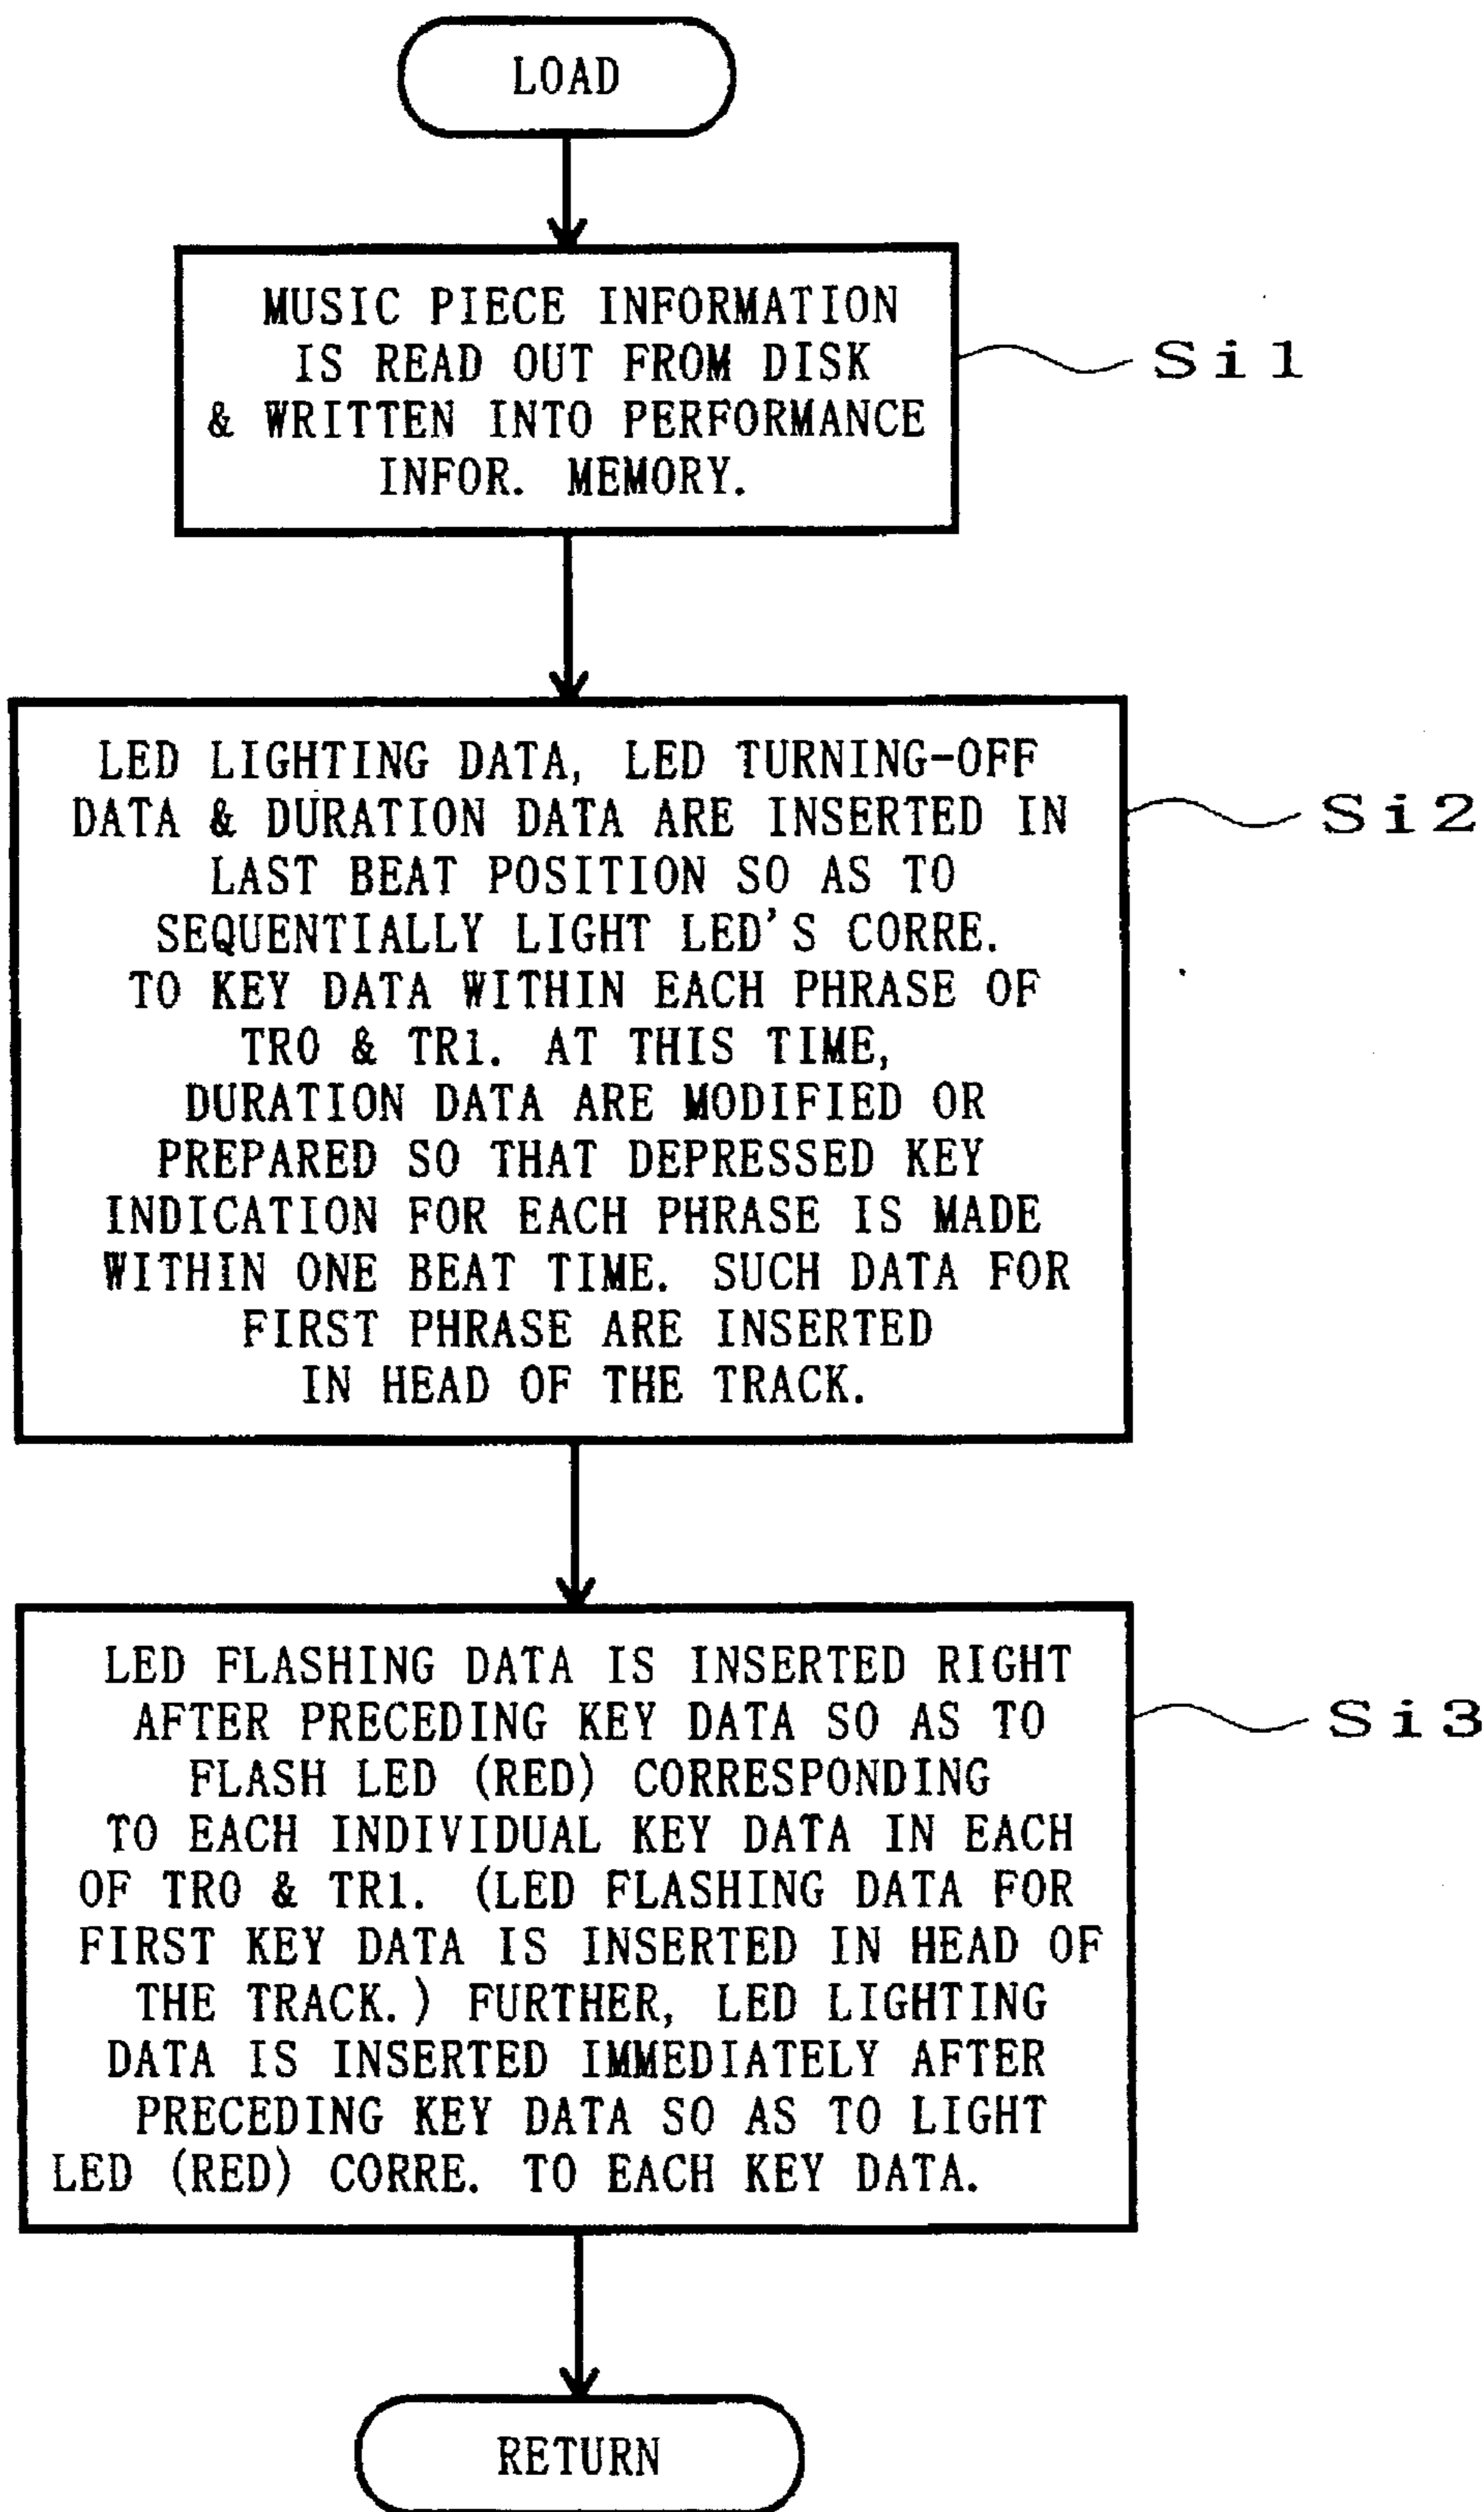 LOAD
MUSIC PIECE INFORMATION
IS READ OUT FROM DISK
& WRITTEN INTO PERFORMANCE
INFOR. MEMORY.
Si1
LED LIGHTING DATA, LED TURNING-OFF
DATA & DURATION DATA ARE INSERTED IN
LAST BEAT POSITION SO AS TO
SEQUENTIALLY LIGHT LED'S CORRE.
TO KEY DATA WITHIN EACH PHRASE OF
TR0 & TR1. AT THIS TIME,
DURATION DATA ARE MODIFIED OR
PREPARED SO THAT DEPRESSED KEY
INDICATION FOR EACH PHRASE IS MADE
WITHIN ONE BEAT TIME. SUCH DATA FOR
FIRST PHRASE ARE INSERTED
IN HEAD OF THE TRACK.
Si2
LED FLASHING DATA IS INSERTED RIGHT
AFTER PRECEDING KEY DATA SO AS TO
FLASH LED (RED) CORRESPONDING
TO EACH INDIVIDUAL KEY DATA IN EACH
OF TR0 & TR1. (LED FLASHING DATA FOR
FIRST KEY DATA IS INSERTED IN HEAD OF
THE TRACK.) FURTHER, LED LIGHTING
DATA IS INSERTED IMMEDIATELY AFTER
PRECEDING KEY DATA SO AS TO LIGHT
LED (RED) CORRE. TO EACH KEY DATA.
Si3
RETURN